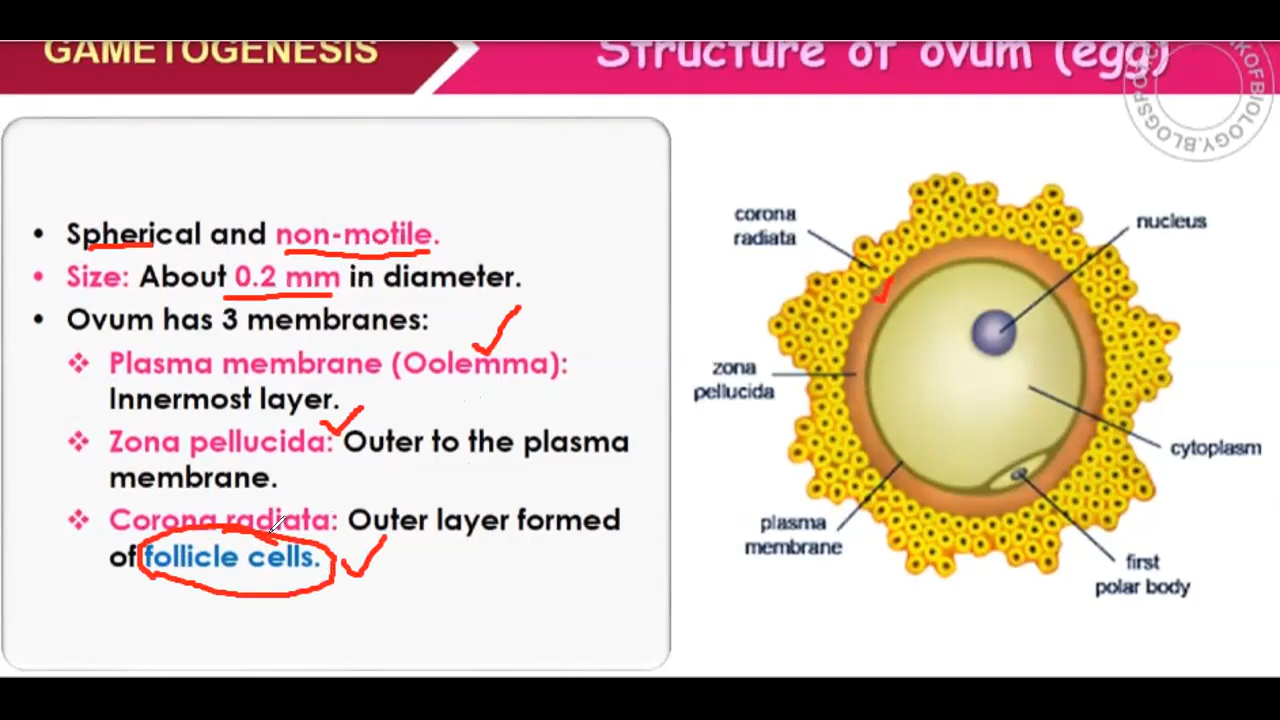 GAMETOGENESIS
Structure of ovum (egg)
KOFBIOLOGY.BLOGSPO
• Spherical and non-motile.
• Size: About 0.2 mm in diameter.
• Ovum has 3 membranes:
❖ Plasma membrane (Oolemma):
Innermost layer.
❖ Zona pellucida: Outer to the plasma
membrane.
❖ Corona radiata: Outer layer formed
of follicle cells.
corona
radiata
nucleus
zona
pellucida
cytoplasm
plasma
membrane
first
polar body